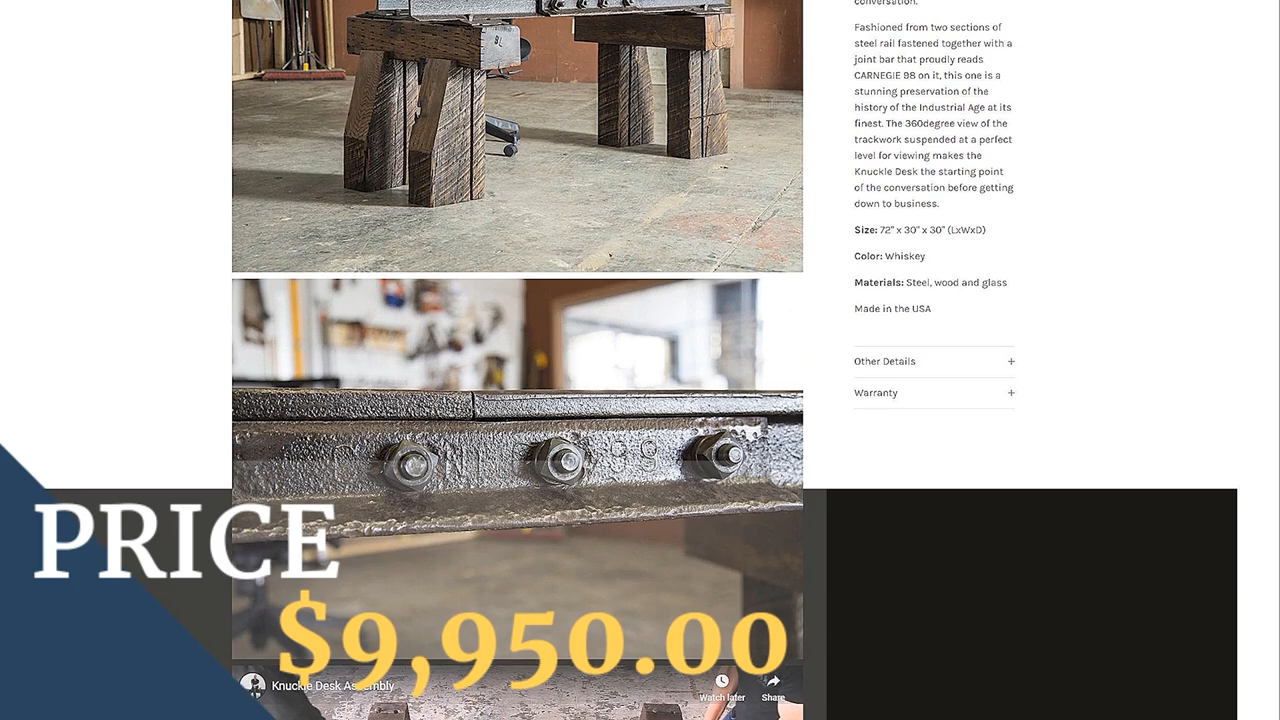 conversation.
Fashioned from two sections of
steel rail fastened together with a
joint bar that proudly reads
CARNEGIE 98 on it, this one is a
stunning preservation of the
history of the Industrial Age at its
finest. The 360degree view of the
trackwork suspended at a perfect
level for viewing makes the
Knuckle Desk the starting point
of the conversation before getting
down to business.
Size: 72" x 30" x 30" (LxWxD)
Color: Whiskey
Materials: Steel, wood and glass
Made in the USA
Other Details +
Warranty +
BL
PRICE
$9,950.00
Knuckle Desk Assembly
Watch later
Share